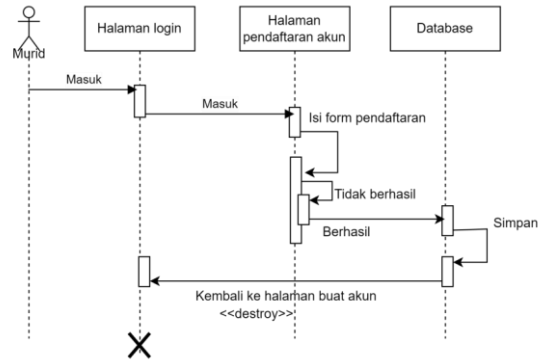 Halaman login
Halaman
pendaftaran akun
Database
Murid
Masuk
Masuk
Isi form pendaftaran
Tidak berhasil
Berhasil
Simpan
Kembali ke halaman buat akun
<<destroy>>